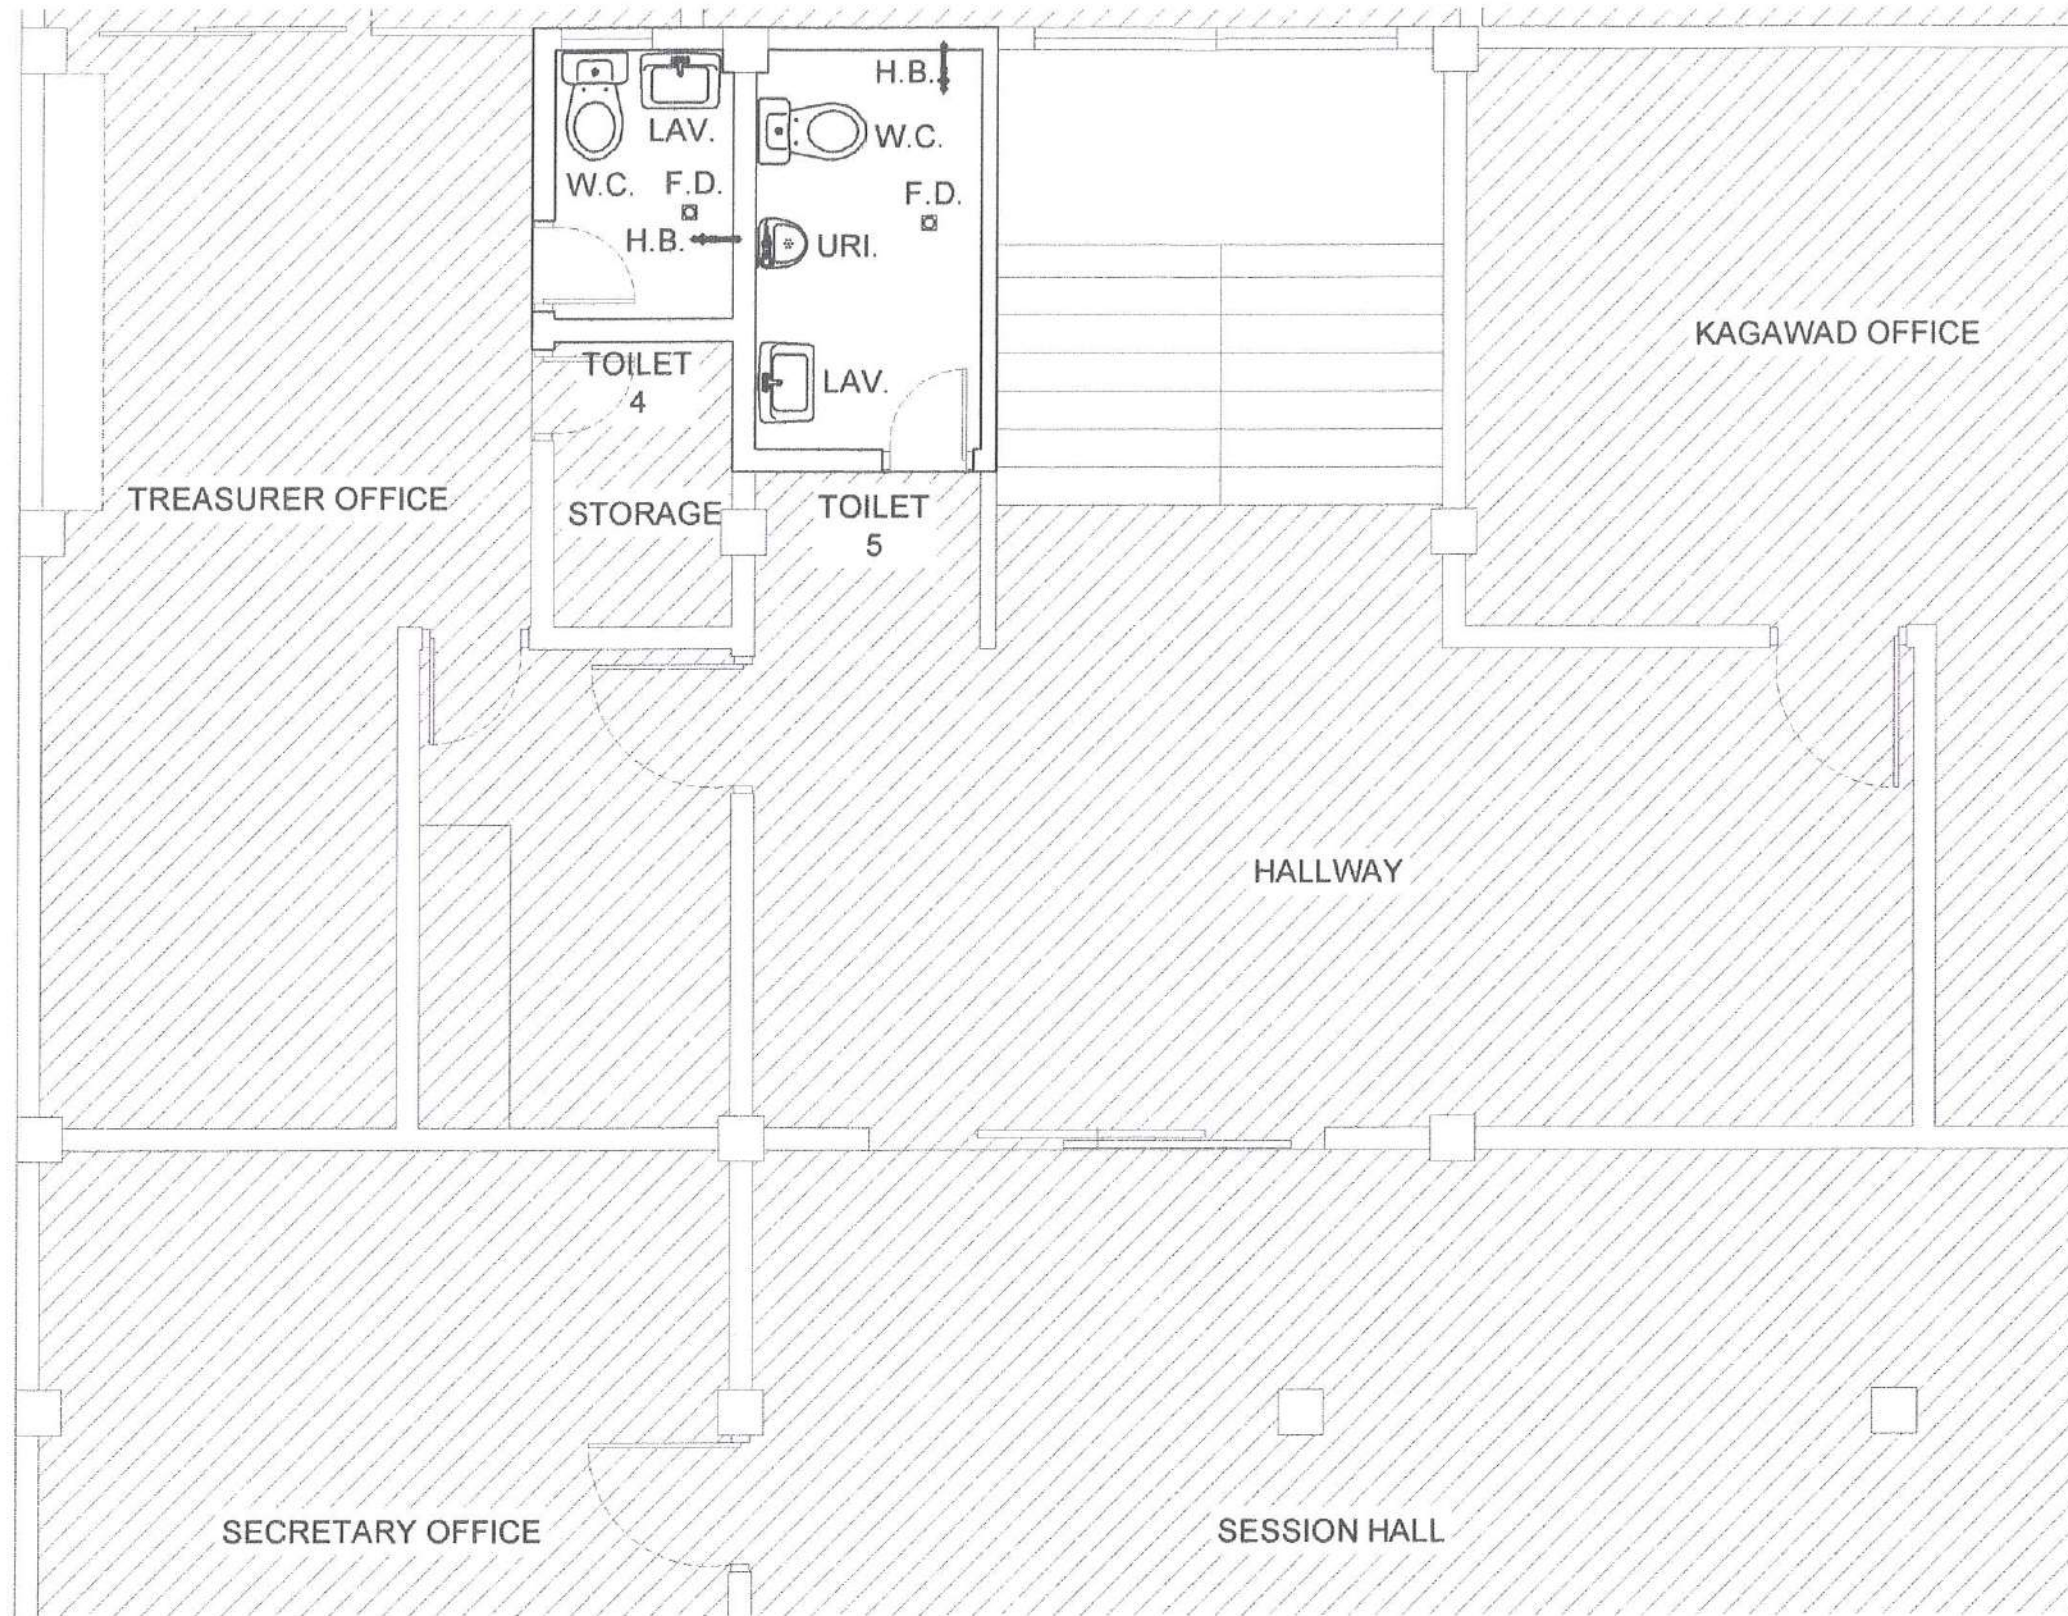 H.B.
LAV.
W.C.
W.C.
F.D.
F.D.
H.B.
URI.
KAGAWAD OFFICE
TOILET
4
LAV.
TREASURER OFFICE
STORAGE
TOILET
5
HALLWAY
SECRETARY OFFICE
SESSION HALL